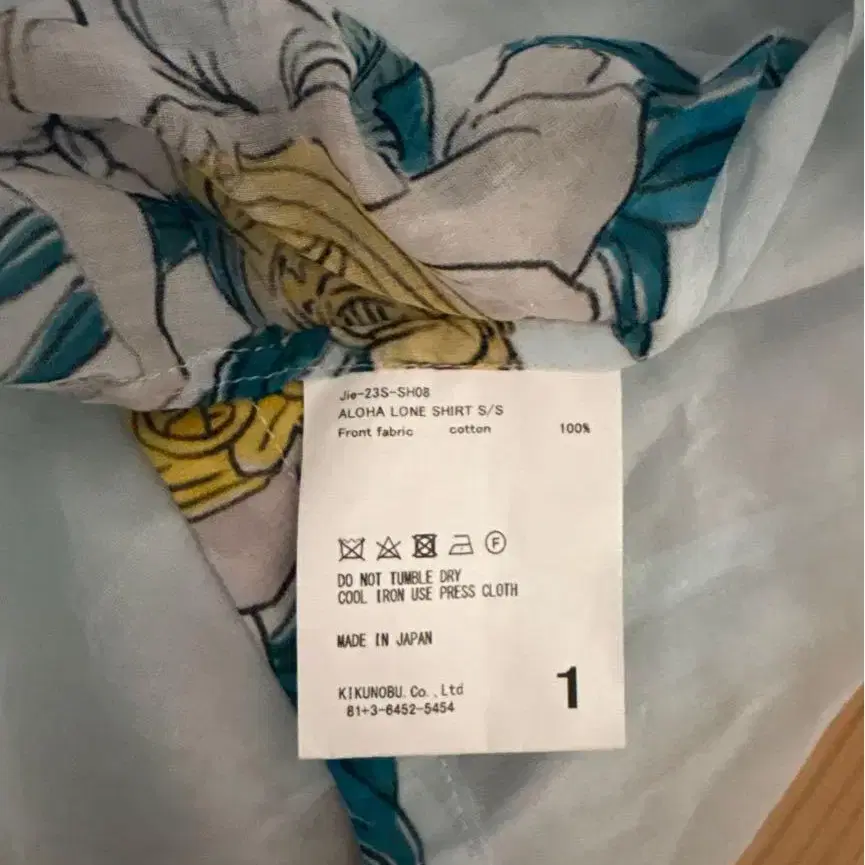 Jie-23S-SH08
ALOHA LONE SHIRT S/S
Front fabric cotton 100%
F
DO NOT TUMBLE DRY
COOL IRON USE PRESS CLOTH
MADE IN JAPAN
KIKUNOBU. Co., Ltd
81+3-6452-5454
1